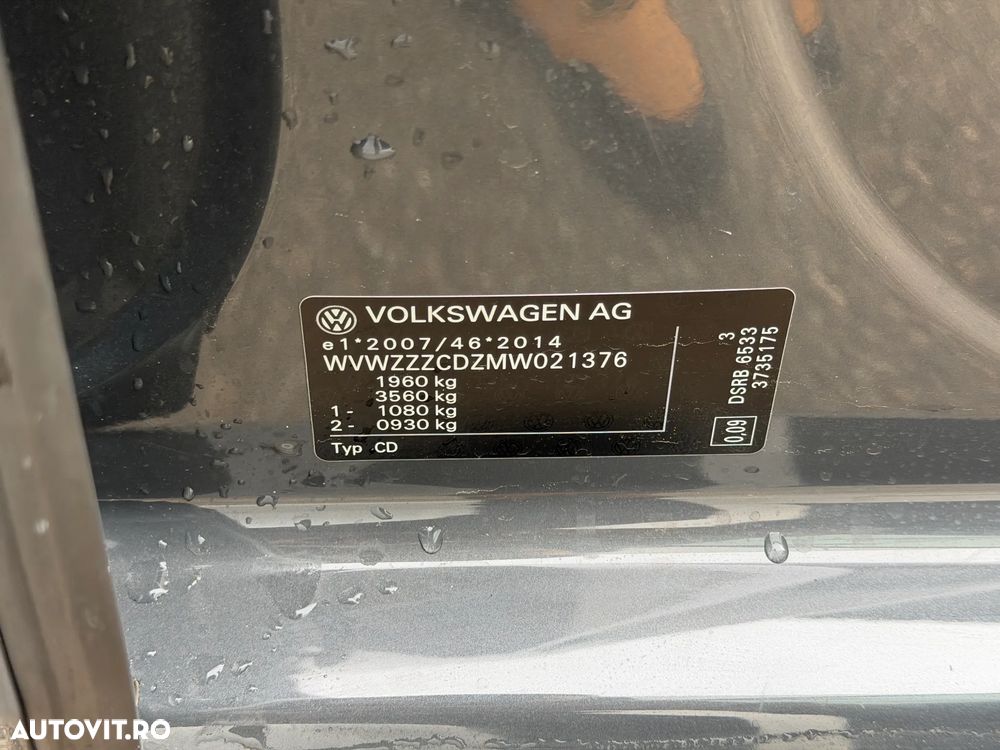 VOLKSWAGEN AG
e1*2007/46*2014
WVWZZZCDZMW021376
1960 kg
3560 kg
1- 1080 kg
2- 0930 kg
Typ CD
3
DSRB 6533
3735175
0,09
AUTOVIT.RO